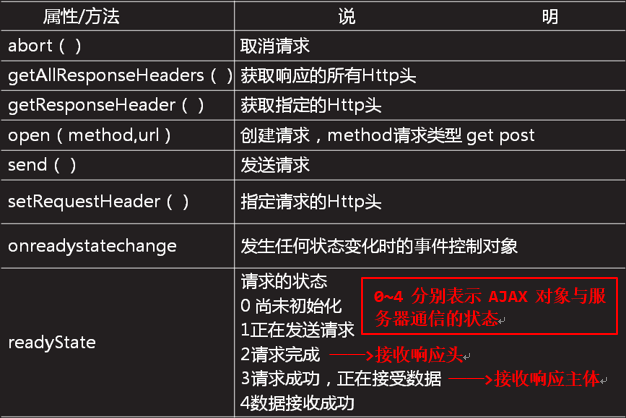 属性/方法 说 明
abort ( ) 取消请求
getAllResponseHeaders ( ) 获取响应的所有Http头
getResponseHeader ( ) 获取指定的Http头
open ( method,url ) 创建请求，method请求类型 get post
send ( ) 发送请求
setRequestHeader ( ) 指定请求的Http头
onreadystatechange 发生任何状态变化时的事件控制对象
readyState
请求的状态
0 尚未初始化
1正在发送请求
2请求完成 ——>接收响应头
3请求成功，正在接受数据 ——>接收响应主体
4数据接收成功
0~4 分别表示 AJAX 对象与服
务器通信的状态